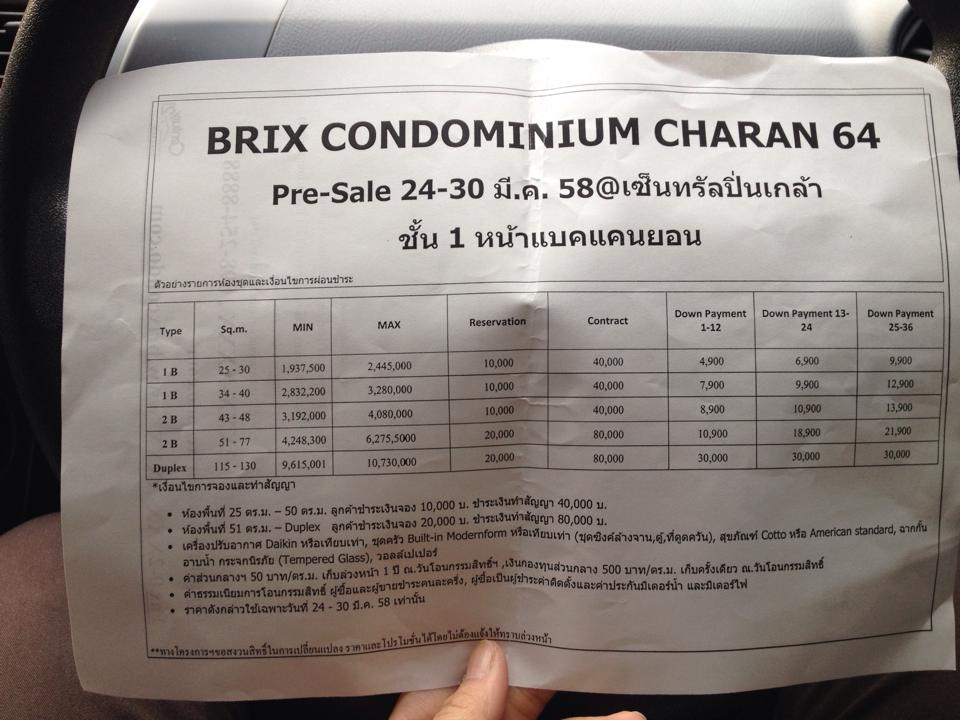 BRIX CONDOMINIUM CHARAN 64
Pre-Sale 24-30 มี.ค. 58@เซ็นทรัลปิ่นเกล้า
ชั้น 1 หน้าแบคแคนยอน
ตัวอย่างรายการห้องชุดและเงื่อนไขการผ่อนชำระ
Type Sq.m. MIN MAX Reservation Contract Down Payment 1-12 Down Payment 13-24 Down Payment 25-36
1 B 25 - 30 1,937,500 2,445,000 10,000 40,000 4,900 6,900 9,900
1 B 34 - 40 2,832,200 3,280,000 10,000 40,000 7,900 9,900 12,900
2 B 43 - 48 3,192,000 4,080,000 10,000 40,000 8,900 10,900 13,900
2 B 51 - 77 4,248,300 6,275,5000 20,000 80,000 10,900 18,900 21,900
Duplex 115 - 130 9,615,001 10,730,000 20,000 80,000 30,000 30,000 30,000
*เงื่อนไขการจองและทำสัญญา
• ห้องพื้นที่ 25 ตร.ม. – 50 ตร.ม. ลูกค้าชำระเงินจอง 10,000 บ. ชำระเงินทำสัญญา 40,000 บ.
• ห้องพื้นที่ 51 ตร.ม. – Duplex ลูกค้าชำระเงินจอง 20,000 บ. ชำระเงินทำสัญญา 80,000 บ.
• เครื่องปรับอากาศ Daikin หรือเทียบเท่า, ชุดครัว Built-in Modernform หรือเทียบเท่า (ชุดซิงค์ล้างจาน,ตู้,ที่ดูดควัน), สุขภัณฑ์ Cotto หรือ American standard, ฉากกั้น
อาบน้ำ กระจกนิรภัย (Tempered Glass), วอลล์เปเปอร์
• ค่าส่วนกลางฯ 50 บาท/ตร.ม. เก็บล่วงหน้า 1 ปี ณ.วันโอนกรรมสิทธิ์ฯ ,เงินกองทุนส่วนกลาง 500 บาท/ตร.ม. เก็บครั้งเดียว ณ.วันโอนกรรมสิทธิ์
• ค่าธรรมเนียมการโอนกรรมสิทธิ์ ผู้ซื้อและผู้ขายชำระคนละครึ่ง, ผู้ซื้อเป็นผู้ชำระค่าติดตั้งและค่าประกันมิเตอร์น้ำ และมิเตอร์ไฟ
• ราคาดังกล่าวใช้เฉพาะวันที่ 24 - 30 มี.ค. 58 เท่านั้น
**ทางโครงการฯขอสงวนสิทธิ์ในการเปลี่ยนแปลง ราคาและโปรโมชั่นได้โดยไม่ต้องแจ้งให้ทราบล่วงหน้า